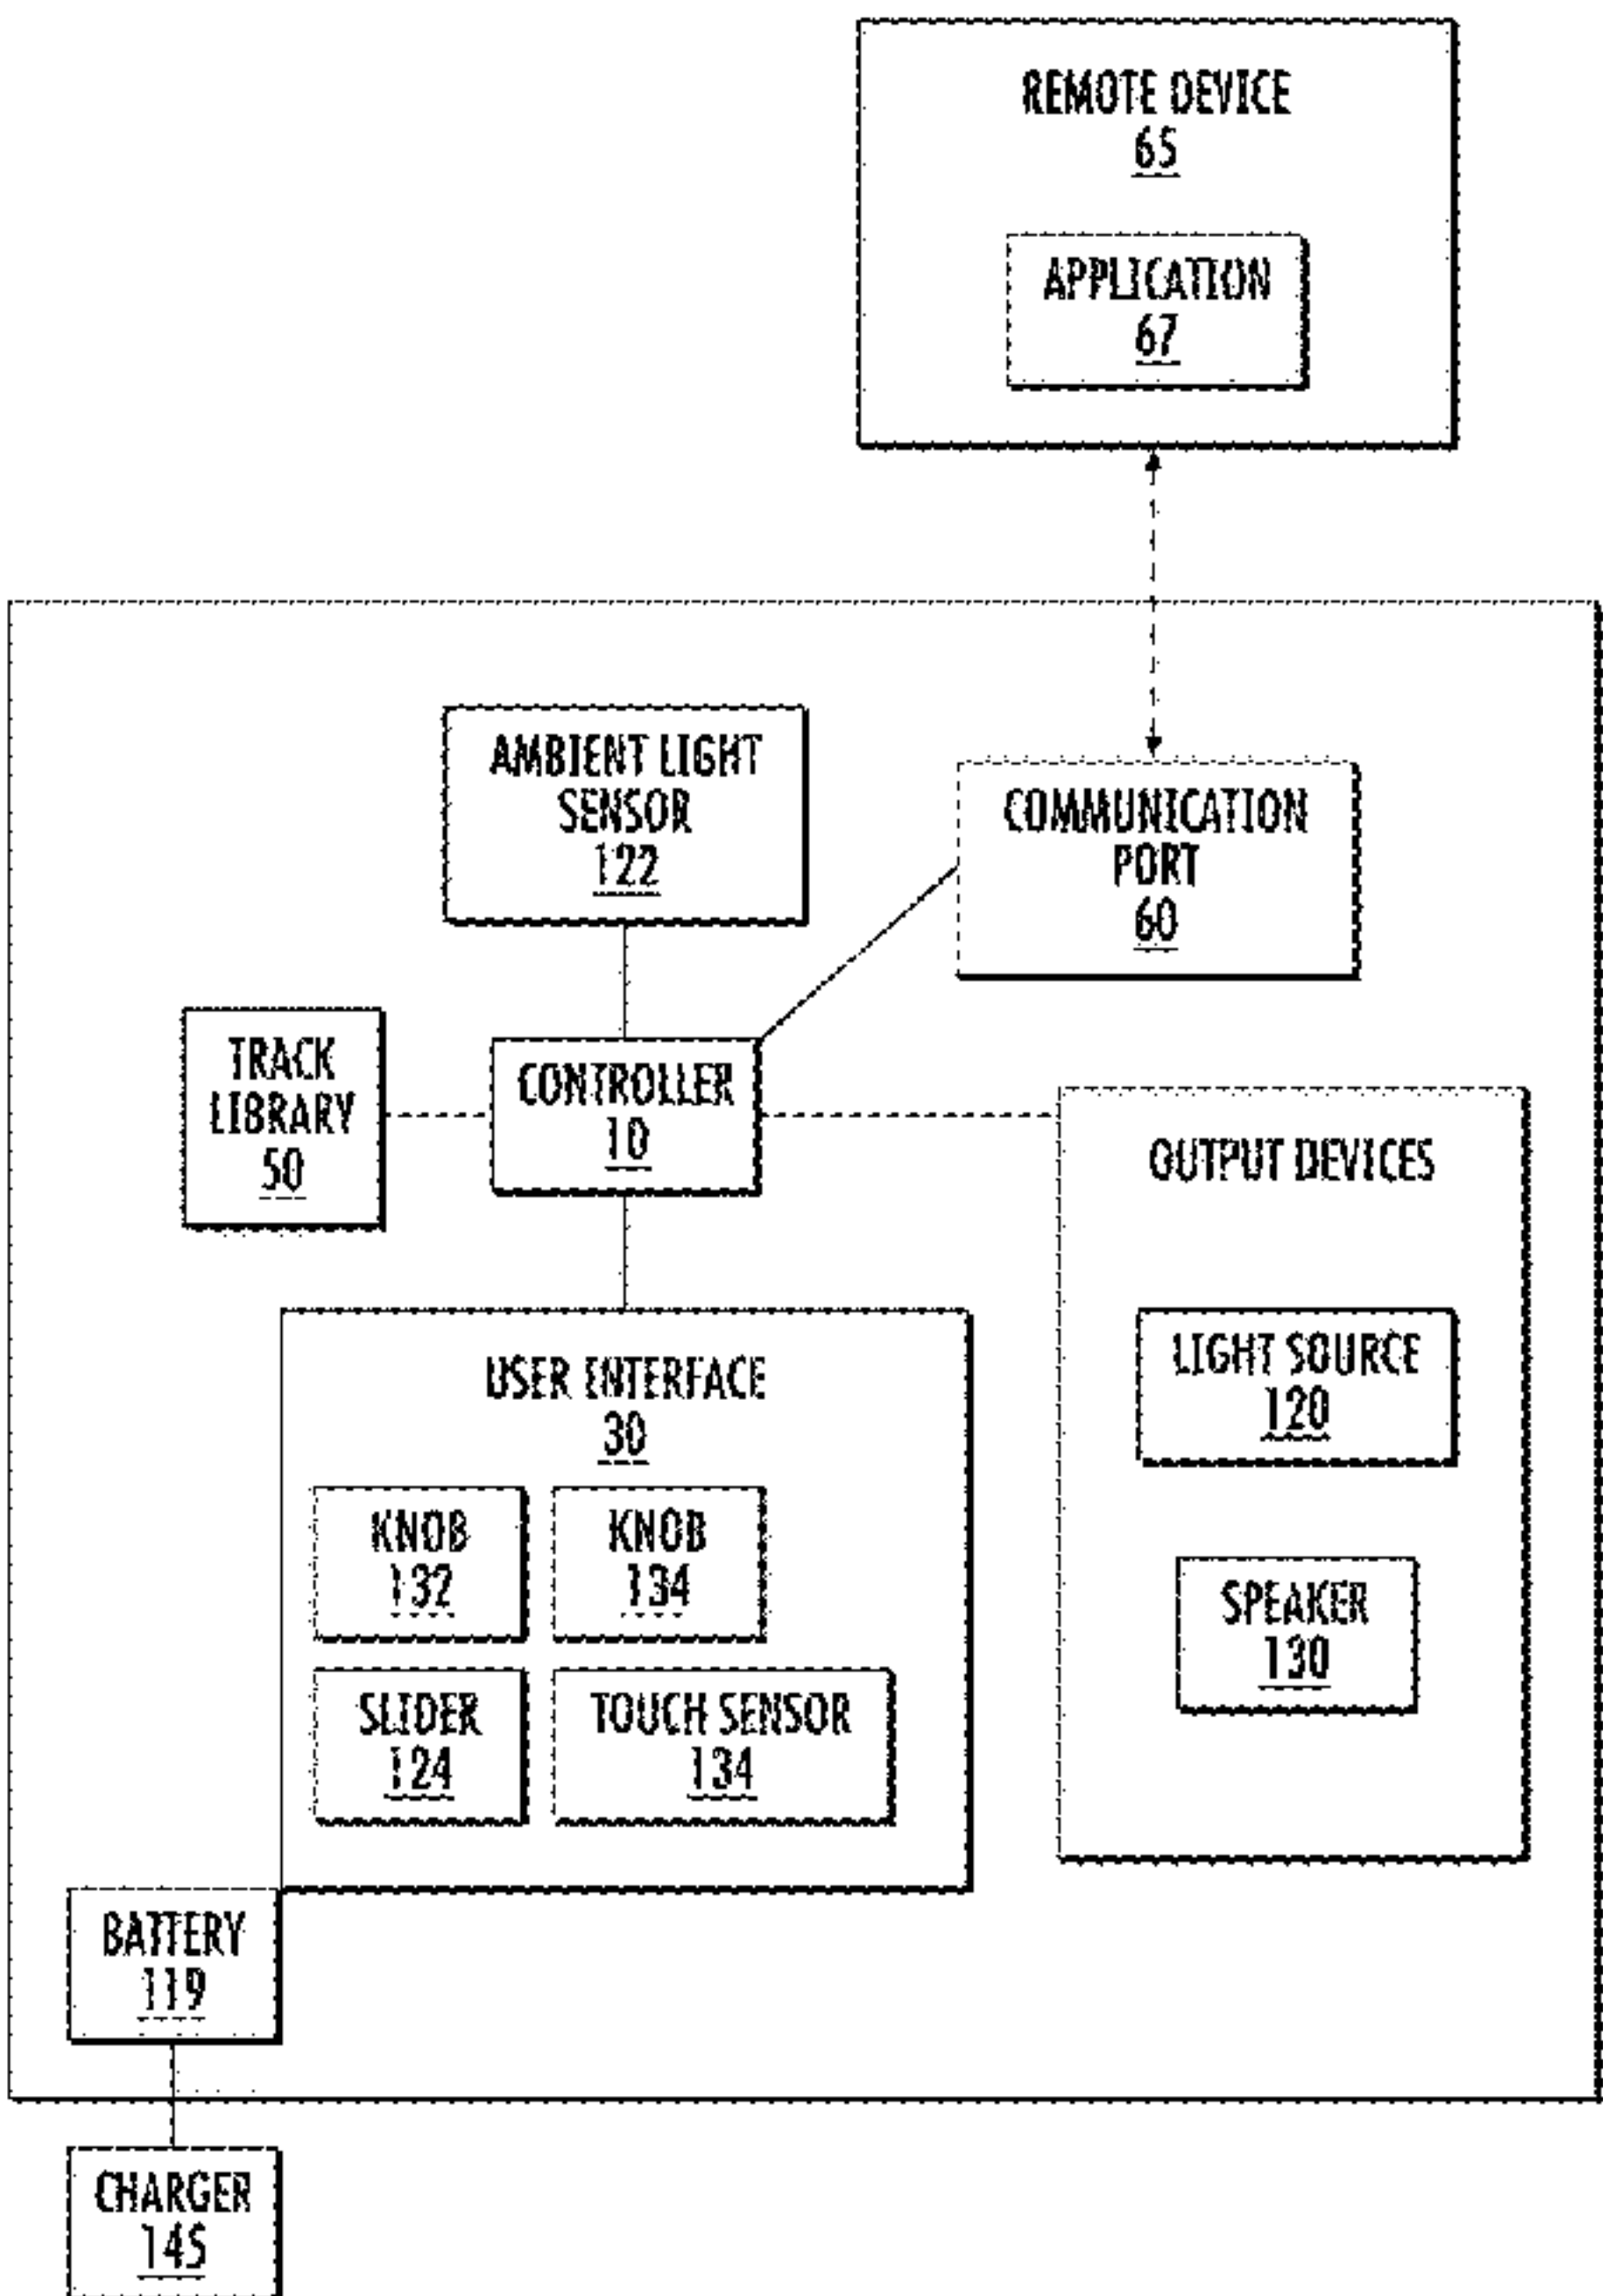 REMOTE DEVICE
65
APPLICATION
67
AMBIENT LIGHT
SENSOR
122
COMMUNICATION
PORT
60
TRACK
LIBRARY
50
CONTROLLER
10
OUTPUT DEVICES
LIGHT SOURCE
120
SPEAKER
130
USER INTERFACE
30
KNOB
132
KNOB
134
SLIDER
124
TOUCH SENSOR
134
BATTERY
119
CHARGER
145